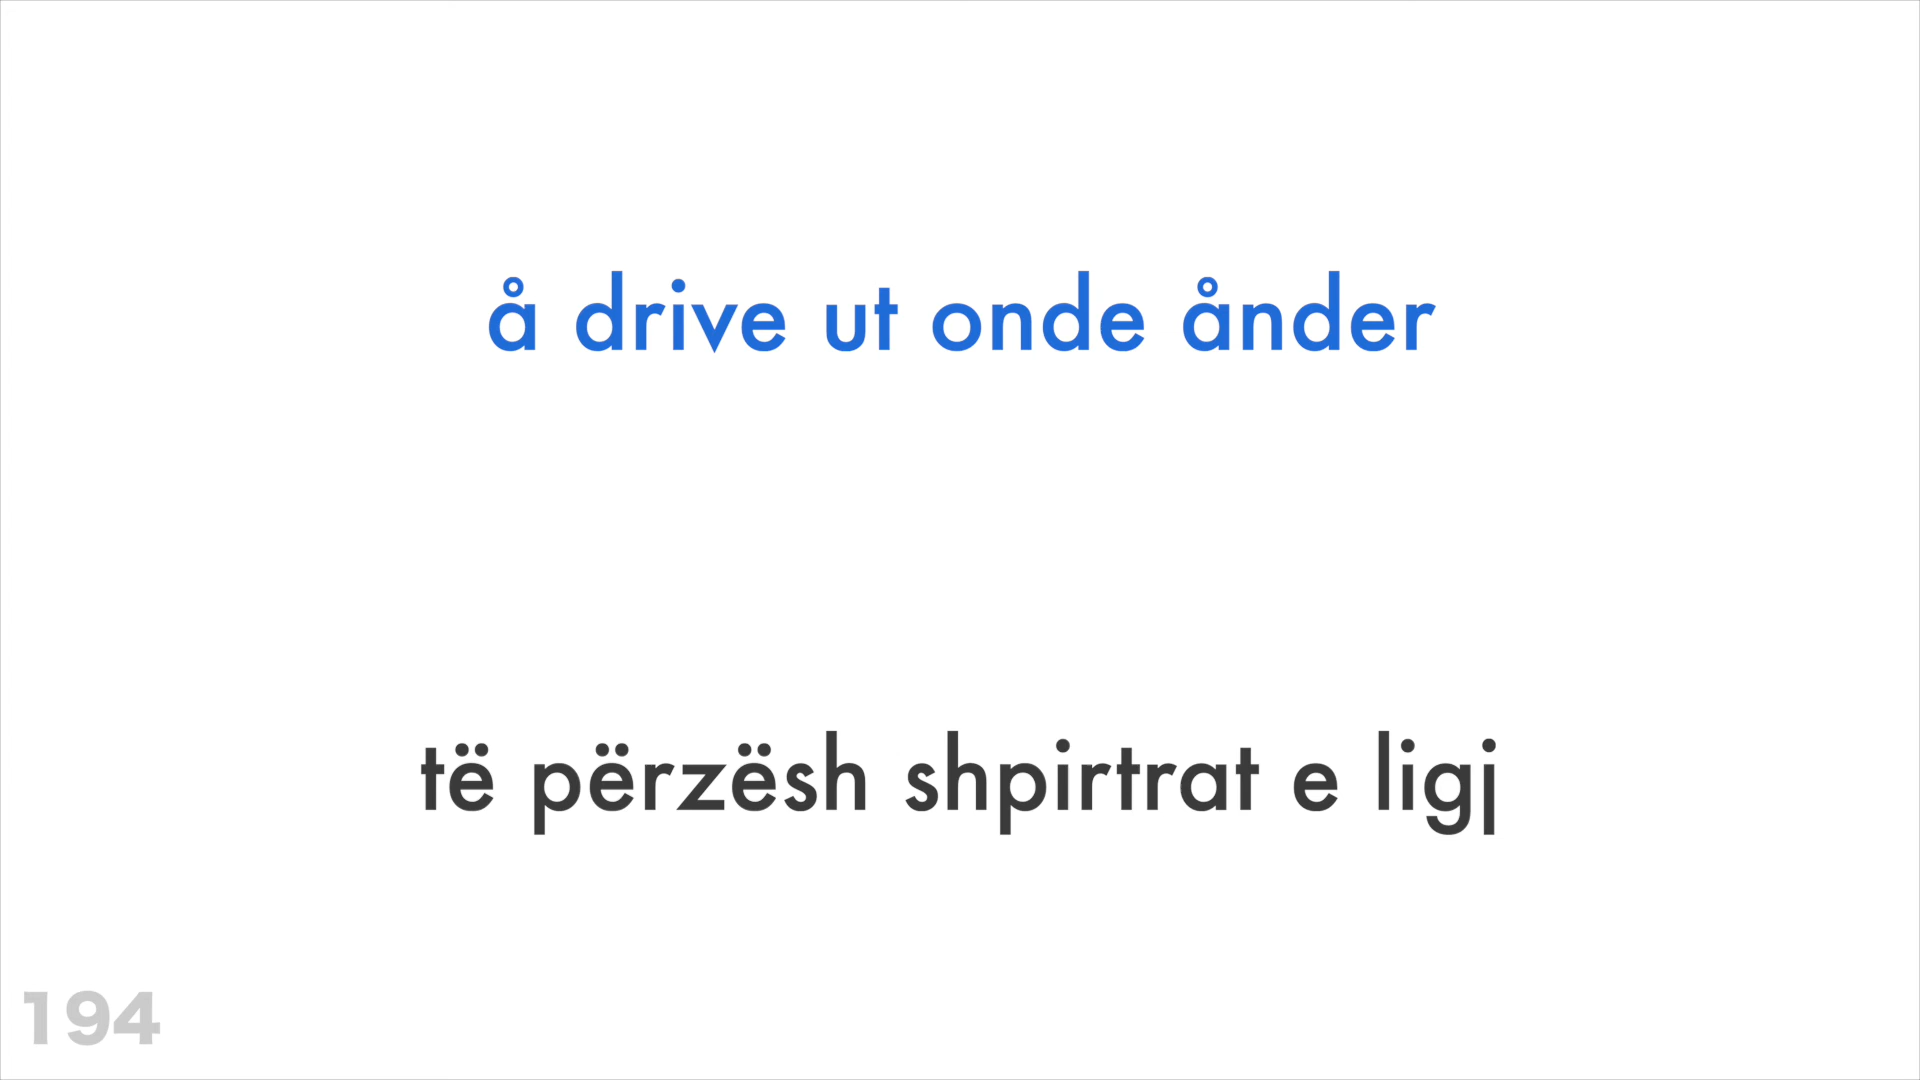 å drive ut onde ånder
të përzësh shpirtrat e ligj
194